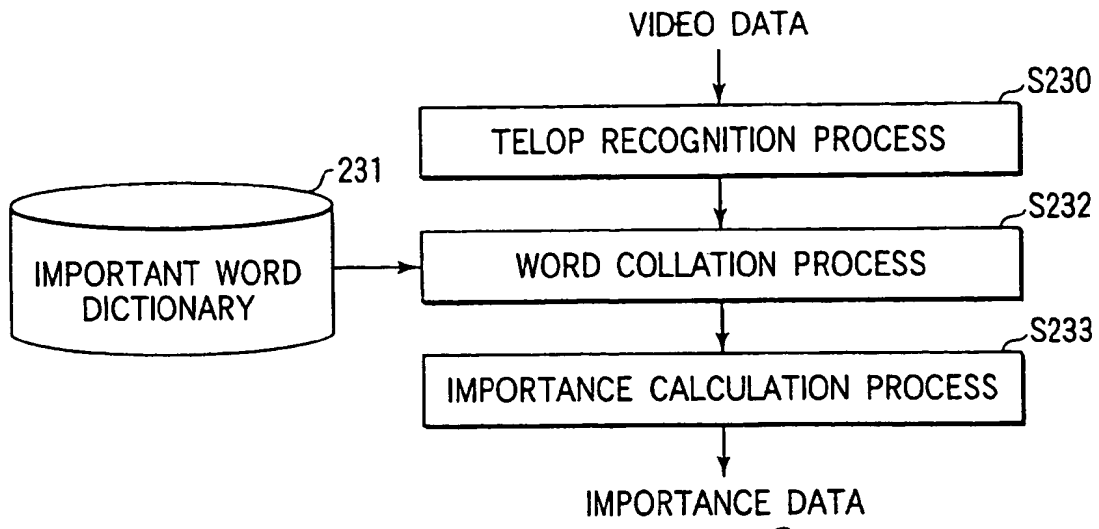 VIDEO DATA
S230
TELOP RECOGNITION PROCESS
231
S232
IMPORTANT WORD
DICTIONARY
WORD COLLATION PROCESS
S233
IMPORTANCE CALCULATION PROCESS
IMPORTANCE DATA